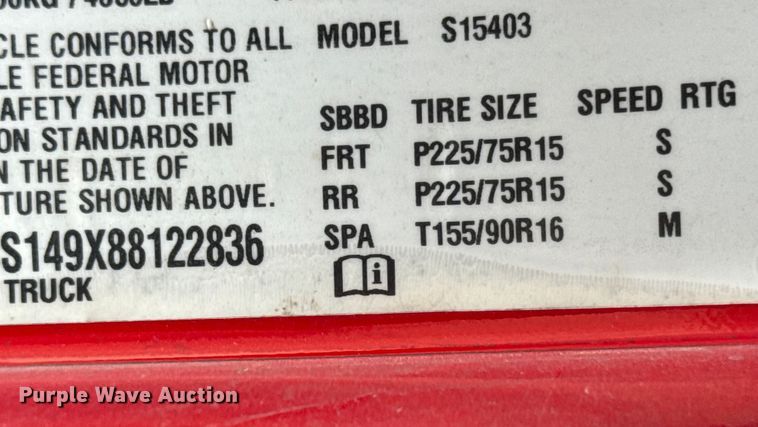 CLE CONFORMS TO ALL MODEL S15403
LE FEDERAL MOTOR
AFETY AND THEFT SBBD TIRE SIZE SPEED RTG
ON STANDARDS IN FRT P225/75R15 S
N THE DATE OF RR P225/75R15 S
TURE SHOWN ABOVE.
S149X88122836 SPA T155/90R16 M
TRUCK
Purple Wave Auction